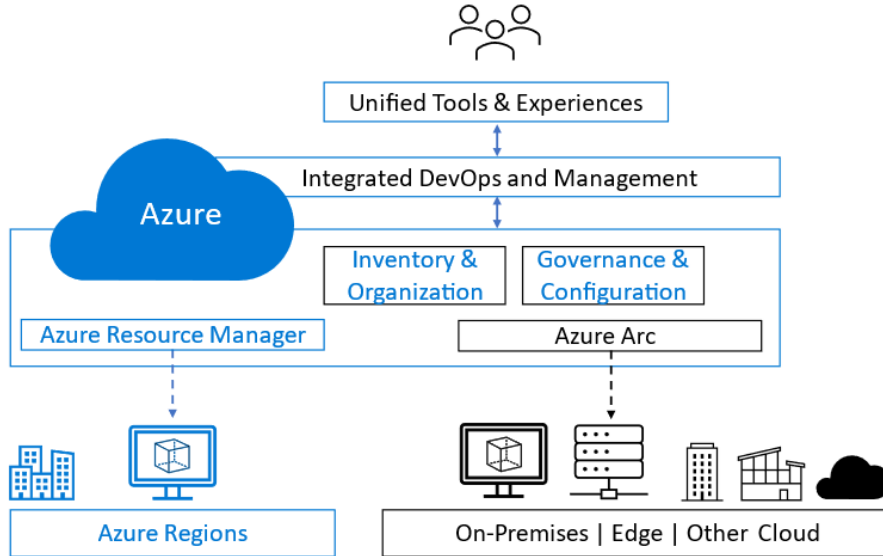 Unified Tools & Experiences
Integrated DevOps and Management
Azure
Inventory &
Organization
Governance &
Configuration
Azure Resource Manager
Azure Arc
Azure Regions
On-Premises | Edge | Other Cloud